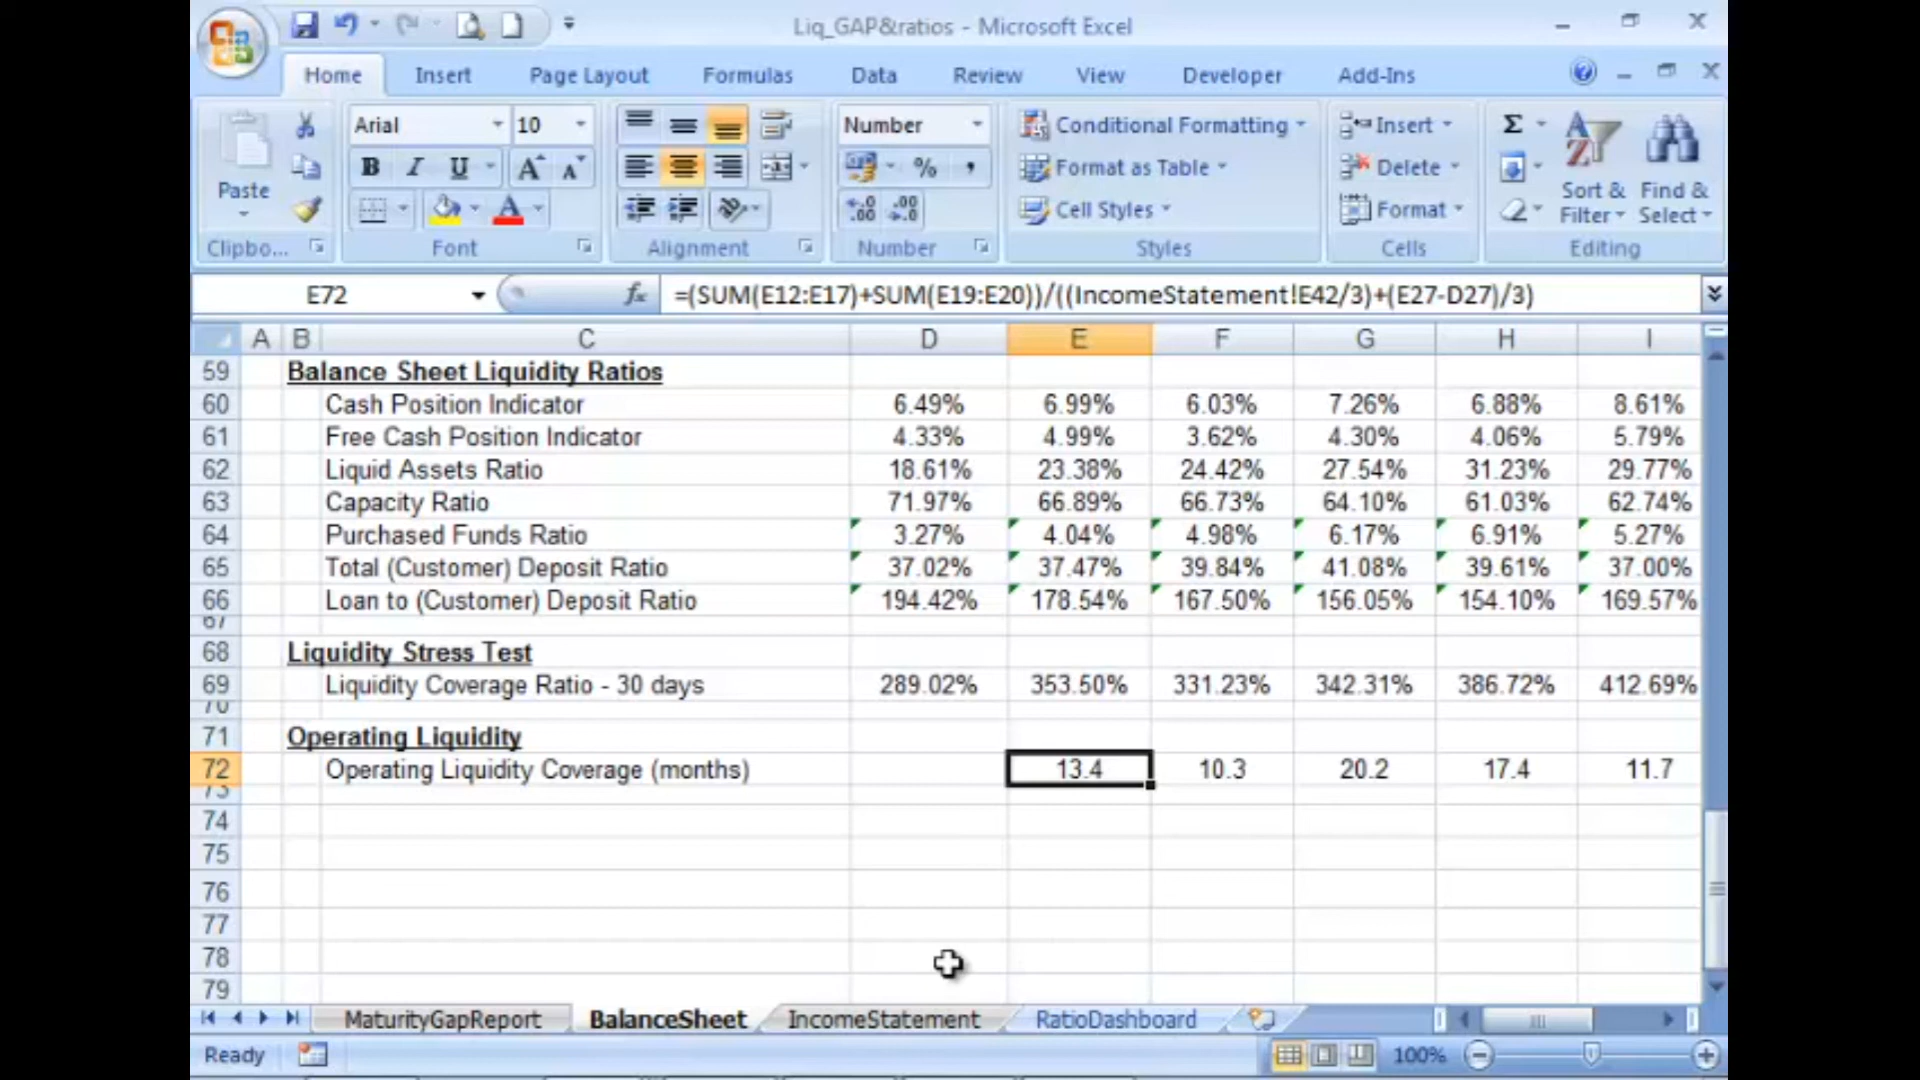 Liq_GAP&ratios - Microsoft Excel
Home Insert Page Layout Formulas Data Review View Developer Add-Ins
Paste
Clipbo...
Arial 10
B I U A A
A
Font
Alignment
Number
% ,
.0 .00
.00 .0
Number
Conditional Formatting
Format as Table
Cell Styles
Styles
Insert
Delete
Format
Cells
Σ
Sort & Filter
Find & Select
Editing
E72 fx =(SUM(E12:E17)+SUM(E19:E20))/((IncomeStatement!E42/3)+(E27-D27)/3)
A B C D E F G H I
59 Balance Sheet Liquidity Ratios
60 Cash Position Indicator 6.49% 6.99% 6.03% 7.26% 6.88% 8.61%
61 Free Cash Position Indicator 4.33% 4.99% 3.62% 4.30% 4.06% 5.79%
62 Liquid Assets Ratio 18.61% 23.38% 24.42% 27.54% 31.23% 29.77%
63 Capacity Ratio 71.97% 66.89% 66.73% 64.10% 61.03% 62.74%
64 Purchased Funds Ratio 3.27% 4.04% 4.98% 6.17% 6.91% 5.27%
65 Total (Customer) Deposit Ratio 37.02% 37.47% 39.84% 41.08% 39.61% 37.00%
66 Loan to (Customer) Deposit Ratio 194.42% 178.54% 167.50% 156.05% 154.10% 169.57%
67
68 Liquidity Stress Test
69 Liquidity Coverage Ratio - 30 days 289.02% 353.50% 331.23% 342.31% 386.72% 412.69%
70
71 Operating Liquidity
72 Operating Liquidity Coverage (months) 13.4 10.3 20.2 17.4 11.7
73
74
75
76
77
78
79
MaturityGapReport BalanceSheet IncomeStatement RatioDashboard
Ready 100%